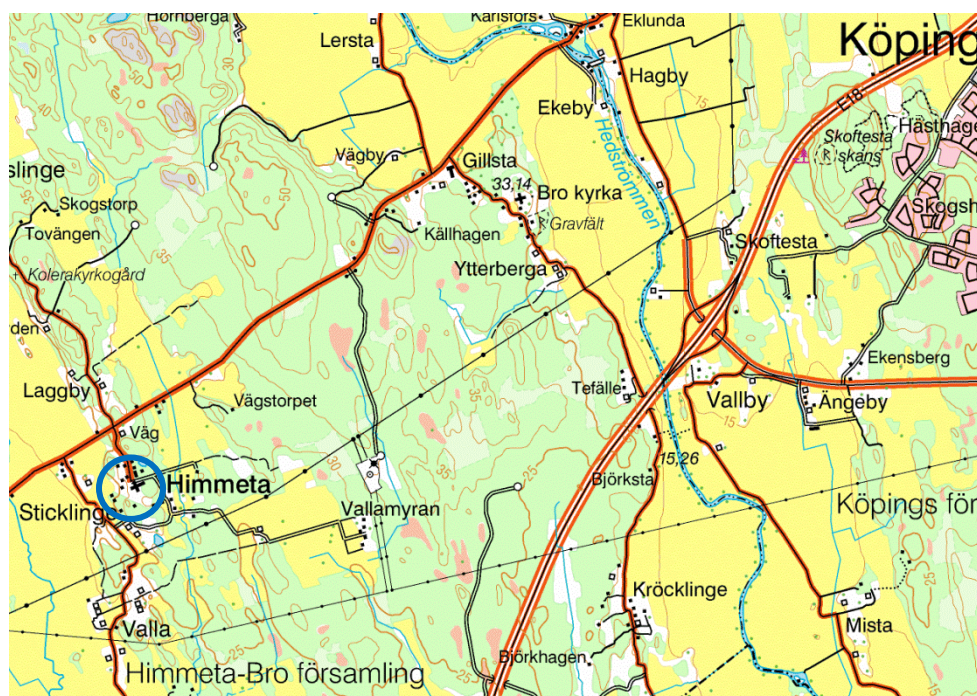 Hornberga
Lersta
Karlsfors
Eklunda
Köping
Hagby
Ekeby
E18
Hedströmmen
Skoftesta
skans
Hästhage
Vägby
Gillsta
33,14
Bro kyrka
slinge
Skogstorp
Tovängen
Källhagen
Gravfält
Skogsh
Skoftesta
Kolerakyrkogård
Ytterberga
rden
Ekensberg
Laggby
Tefälle
Vägstorpet
Vallby
Ängeby
Väg
15,26
Himmeta
Björksta
Sticklinge
Vallamyran
Köpings för
Kröcklinge
Valla
Mista
Björkhagen
Himmeta-Bro församling